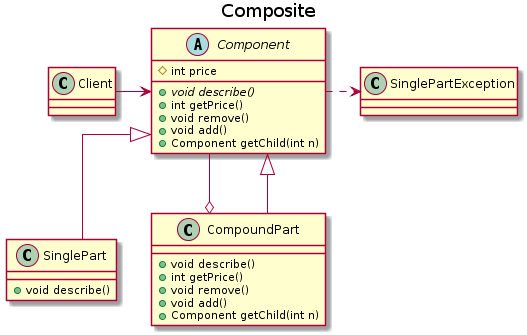 Composite
A Component
int price
void describe()
int getPrice()
void remove()
void add()
Component getChild(int n)
C Client
C SinglePartException
C SinglePart
void describe()
C CompoundPart
void describe()
int getPrice()
void remove()
void add()
Component getChild(int n)